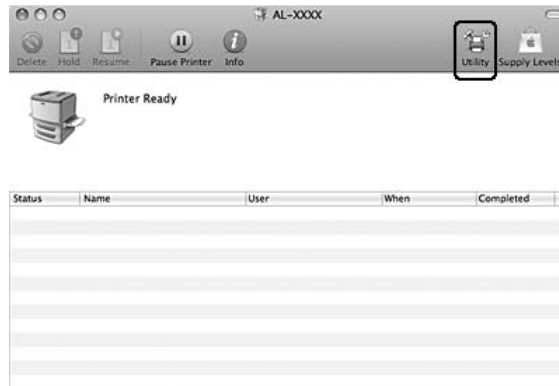 AL-XXXX
Delete Hold Resume Pause Printer Info Utility Supply Levels
Printer Ready
Status Name User When Completed